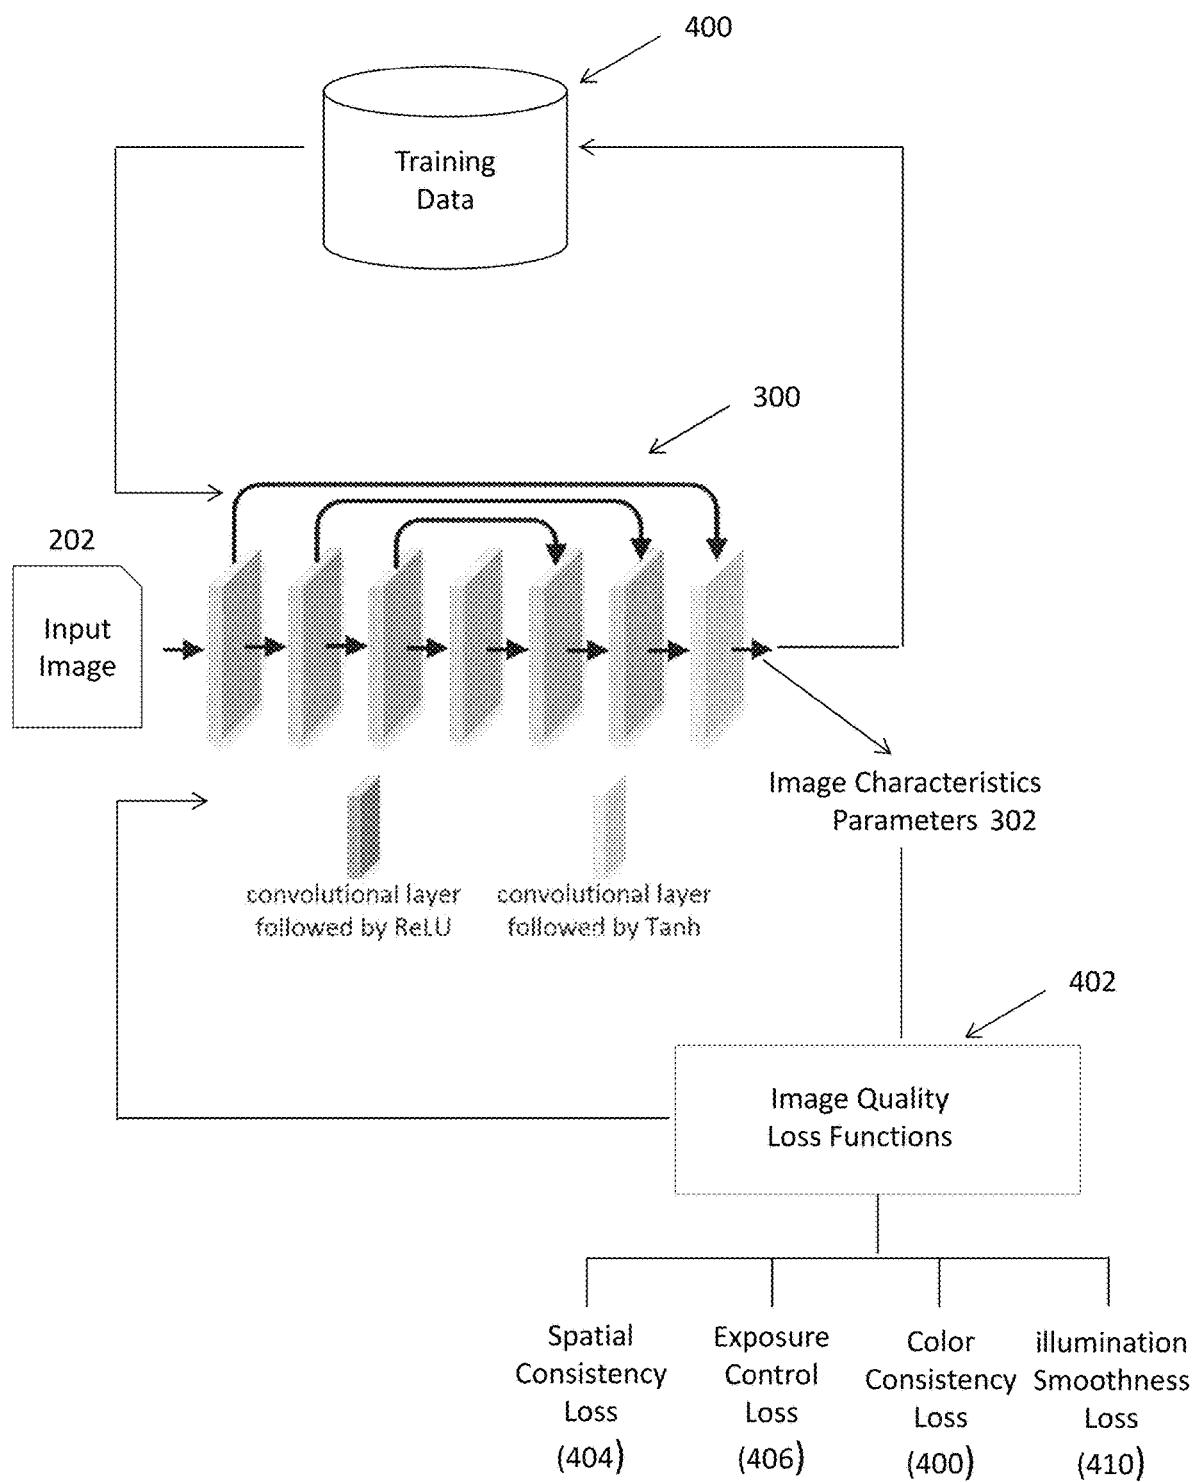 400
Training
Data
300
202
Input
Image
Image Characteristics
Parameters 302
convolutional layer
followed by ReLU
convolutional layer
followed by Tanh
402
Image Quality
Loss Functions
Spatial
Consistency
Loss
(404)
Exposure
Control
Loss
(406)
Color
Consistency
Loss
(400)
illumination
Smoothness
Loss
(410)